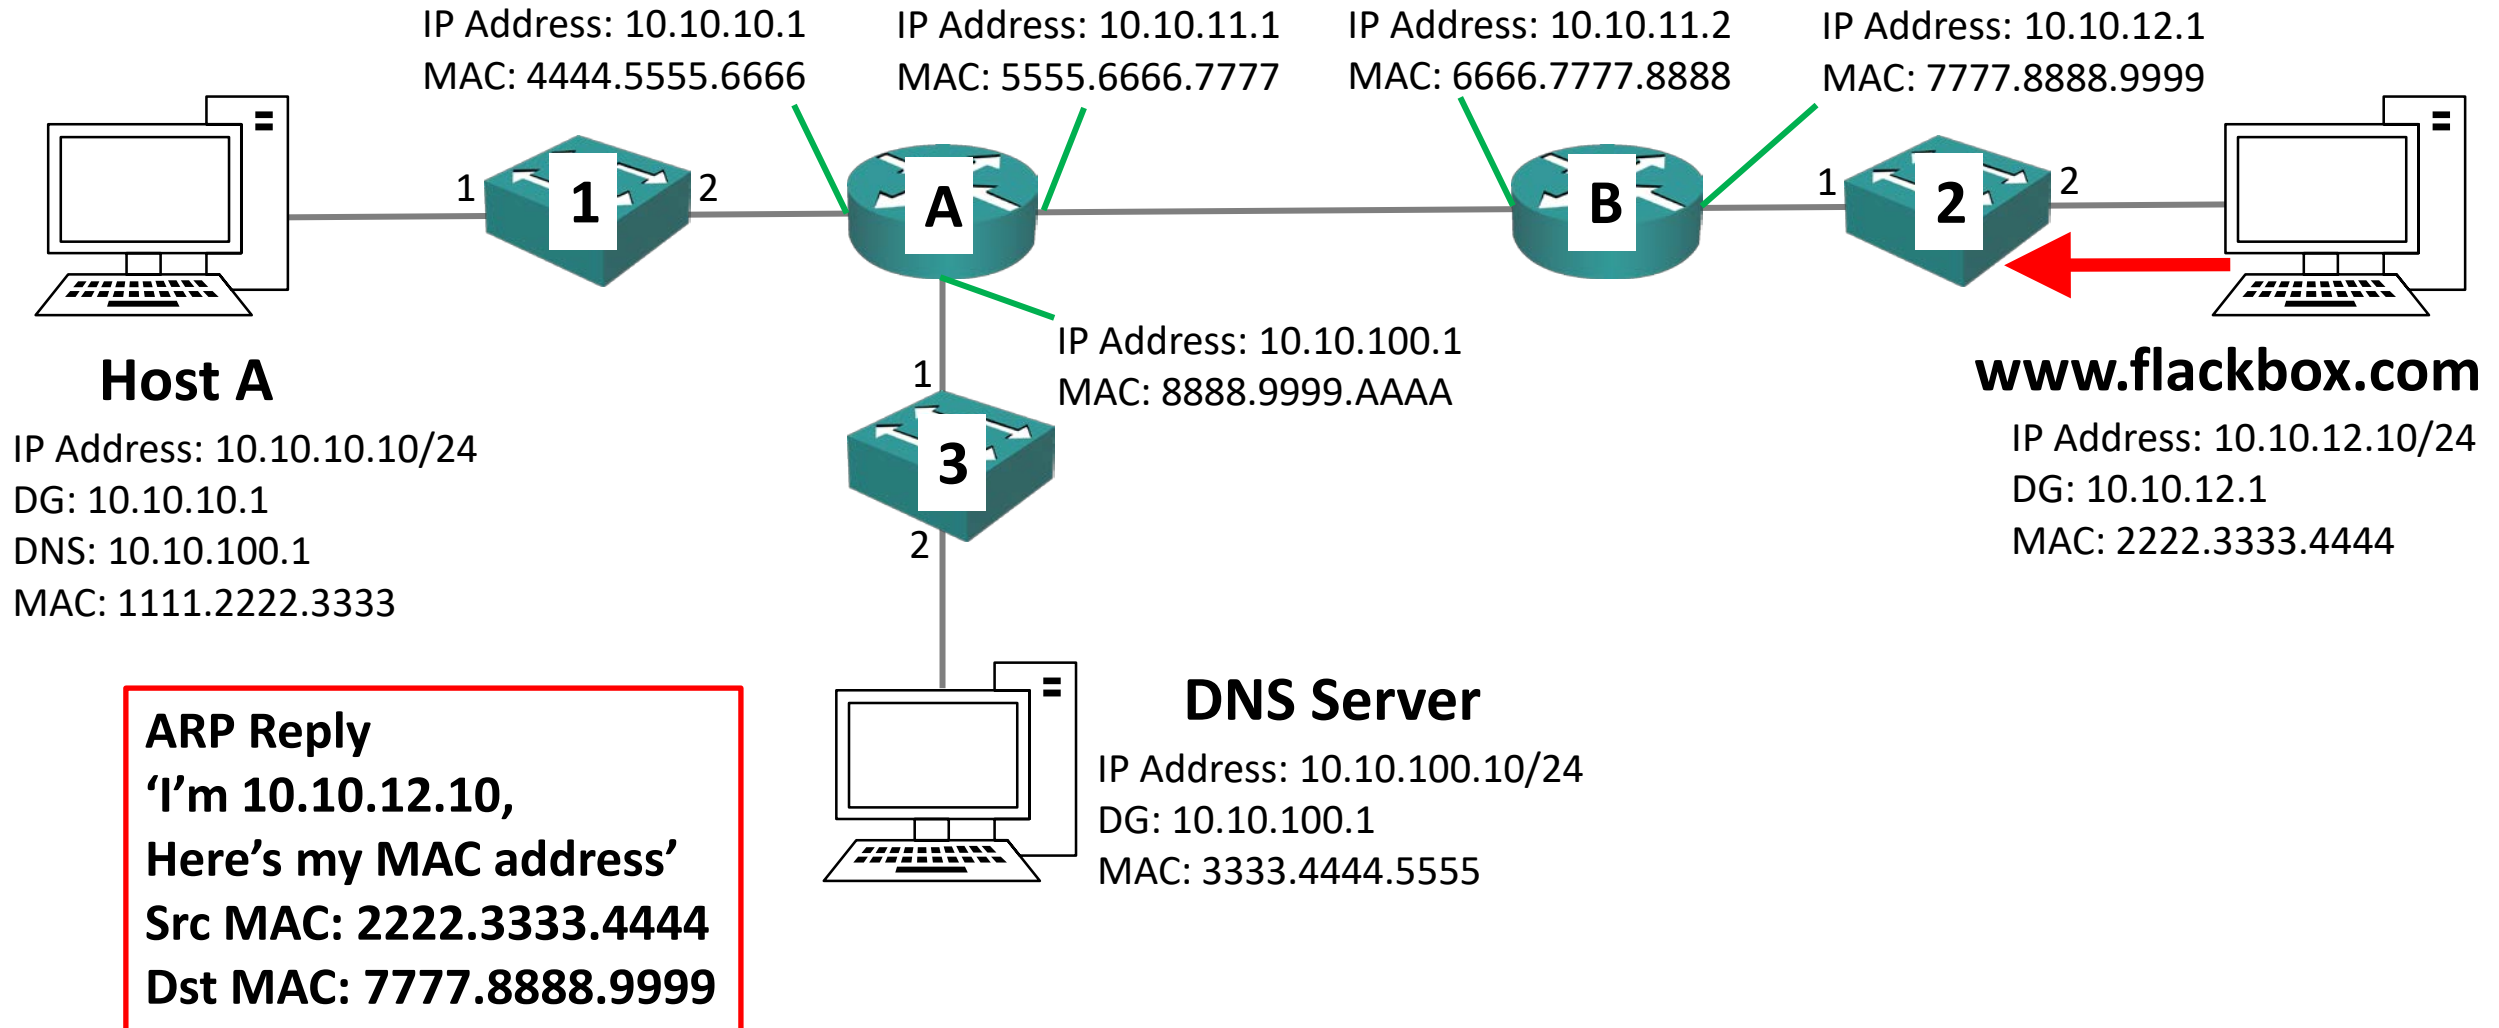 IP Address: 10.10.10.1
MAC: 4444.5555.6666
IP Address: 10.10.11.1
MAC: 5555.6666.7777
IP Address: 10.10.11.2
MAC: 6666.7777.8888
IP Address: 10.10.12.1
MAC: 7777.8888.9999
1
1
2
A
B
1
2
2
Host A
IP Address: 10.10.10.10/24
DG: 10.10.10.1
DNS: 10.10.100.1
MAC: 1111.2222.3333
IP Address: 10.10.100.1
MAC: 8888.9999.AAAA
1
3
2
www.flackbox.com
IP Address: 10.10.12.10/24
DG: 10.10.12.1
MAC: 2222.3333.4444
DNS Server
IP Address: 10.10.100.10/24
DG: 10.10.100.1
MAC: 3333.4444.5555
ARP Reply
‘I’m 10.10.12.10,
Here’s my MAC address’
Src MAC: 2222.3333.4444
Dst MAC: 7777.8888.9999